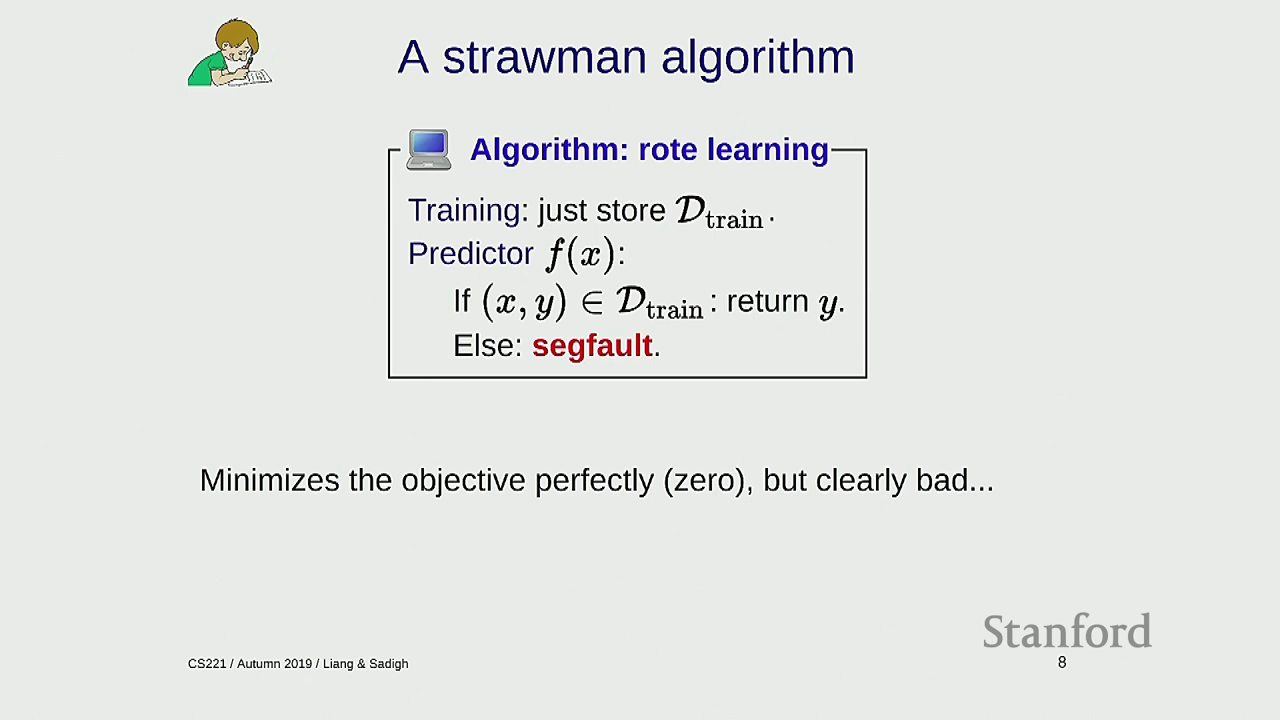 A strawman algorithm
Algorithm: rote learning
Training: just store 𝒟train.
Predictor f(x):
If (x, y) ∈ 𝒟train: return y.
Else: segfault.
Minimizes the objective perfectly (zero), but clearly bad...
Stanford
CS221 / Autumn 2019 / Liang & Sadigh
8